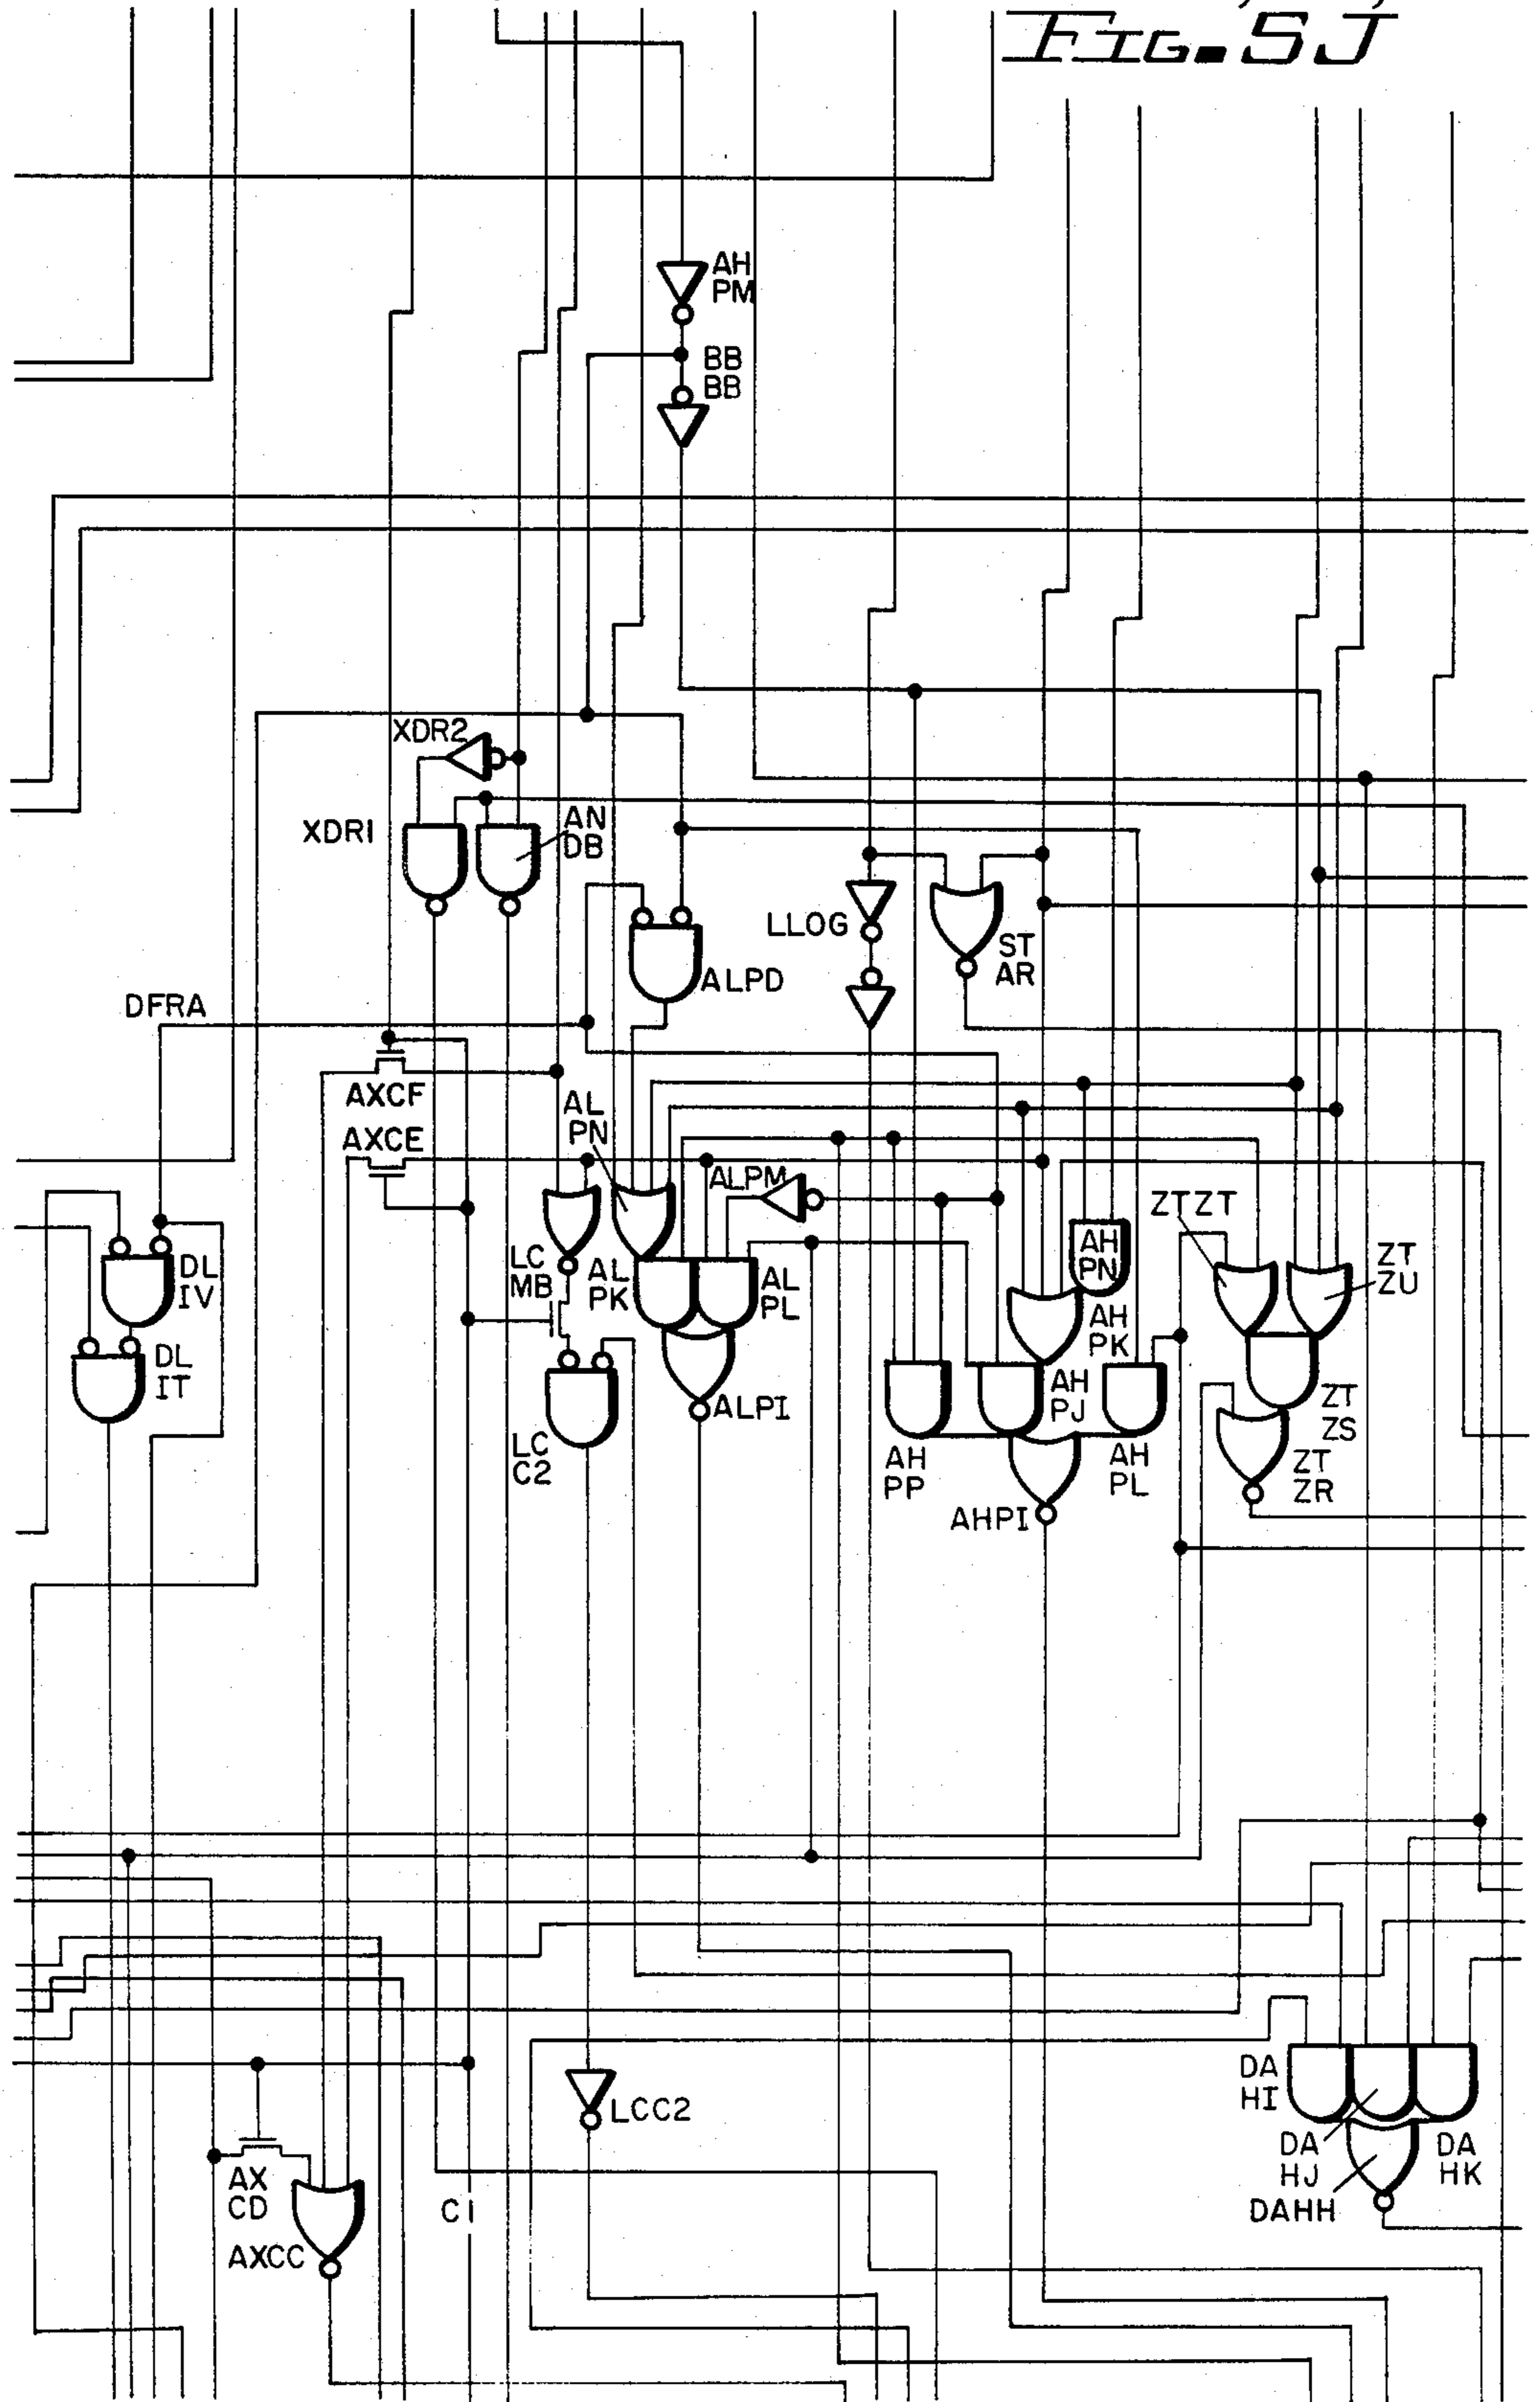 FIG. 5J
AH
PM
BB
BB
XDR2
XDR1
AN
DB
LLOG
ST
AR
ALPD
DFRA
AXCF
AL
PN
AXCE
ALPM
ZTZT
AH
PN
ZT
ZU
DL
IV
LC
MB
AL
PK
AL
PL
AH
PK
DL
IT
AH
PJ
ALPI
ZT
ZS
LC
C2
AH
PP
AH
PL
ZT
ZR
AHPI
DA
HI
LCC2
DA
HJ
DA
HK
AX
CD
C1
DAHH
AXCC